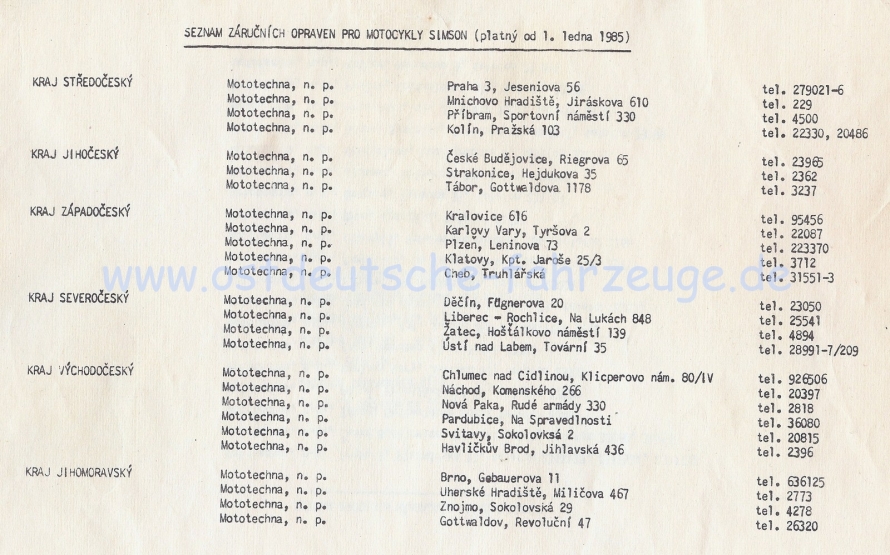 SEZNAM ZÁRUČNÍCH OPRAVEN PRO MOTOCYKLY SIMSON (platný od 1. ledna 1985)
KRAJ STŘEDOČESKÝ Mototechna, n. p. Praha 3, Jeseniova 56 tel. 279021-6
Mototechna, n. p. Mnichovo Hradiště, Jiráskova 610 tel. 229
Mototechna, n. p. Příbram, Sportovní náměstí 330 tel. 4500
Mototechna, n. p. Kolín, Pražská 103 tel. 22330, 20486
KRAJ JIHOČESKÝ Mototechna, n. p. České Budějovice, Riegrova 65 tel. 23965
Mototechna, n. p. Strakonice, Hejdukova 35 tel. 2362
Mototechna, n. p. Tábor, Gottwaldova 1178 tel. 3237
KRAJ ZÁPADOČESKÝ Mototechna, n. p. Kralovice 616 tel. 95456
Mototechna, n. p. Karlovy Vary, Tyršova 2 tel. 22087
Mototechna, n. p. Plzeň, Leninova 73 tel. 223370
Mototechna, n. p. Klatovy, Kpt. Jaroše 25/3 tel. 3712
Mototechna, n. p. Cheb, Truhlářská tel. 31551-3
www.ostdeutsche-fahrzeuge.de
KRAJ SEVEROČESKÝ Mototechna, n. p. Děčín, Fügnerova 20 tel. 23050
Mototechna, n. p. Liberec - Rochlice, Na Lukách 848 tel. 25541
Mototechna, n. p. Žatec, Hošťálkovo náměstí 139 tel. 4894
Mototechna, n. p. Ústí nad Labem, Tovární 35 tel. 28991-7/209
KRAJ VÝCHODOČESKÝ Mototechna, n. p. Chlumec nad Cidlinou, Klicperovo nám. 80/IV tel. 926506
Mototechna, n. p. Náchod, Komenského 266 tel. 20397
Mototechna, n. p. Nová Paka, Rudé armády 330 tel. 2818
Mototechna, n. p. Pardubice, Na Spravedlnosti tel. 36080
Mototechna, n. p. Svitavy, Sokolovksá 2 tel. 20815
Mototechna, n. p. Havlíčkův Brod, Jihlavská 436 tel. 2396
KRAJ JIHOMORAVSKÝ Mototechna, n. p. Brno, Gebauerova 11 tel. 636125
Mototechna, n. p. Uherské Hradiště, Miličova 467 tel. 2773
Mototechna, n. p. Znojmo, Sokolovská 29 tel. 4278
Mototechna, n. p. Gottwaldov, Revoluční 47 tel. 26320